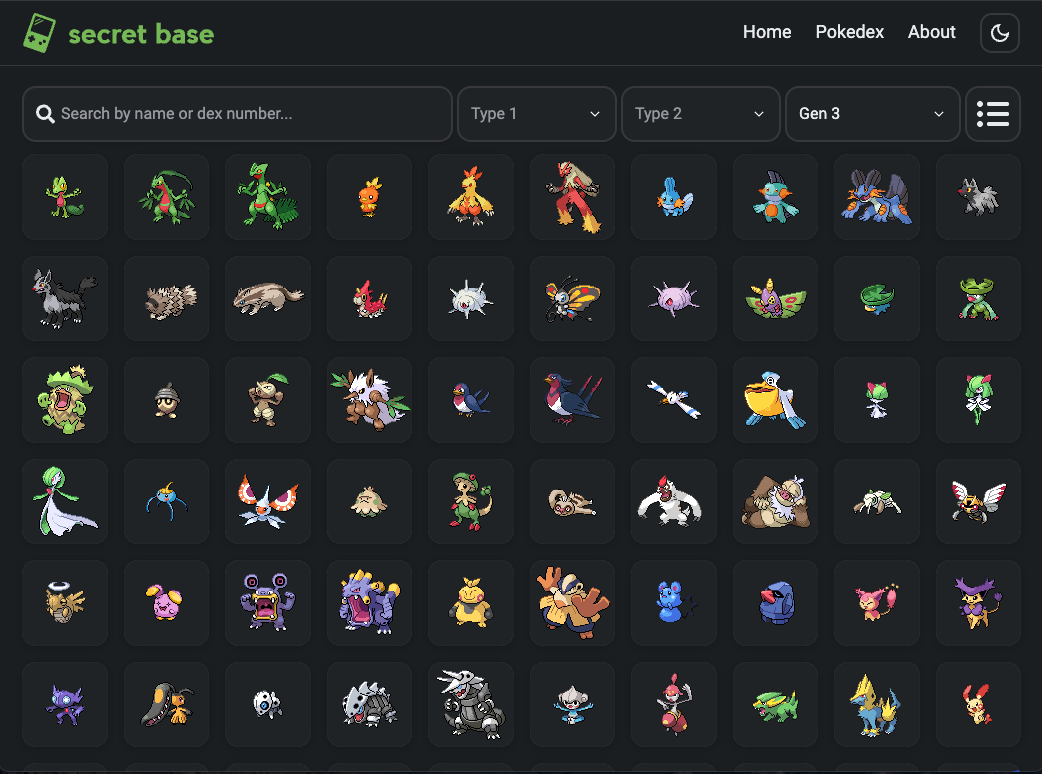 secret base
Home Pokedex About
Search by name or dex number... Type 1 Type 2 Gen 3